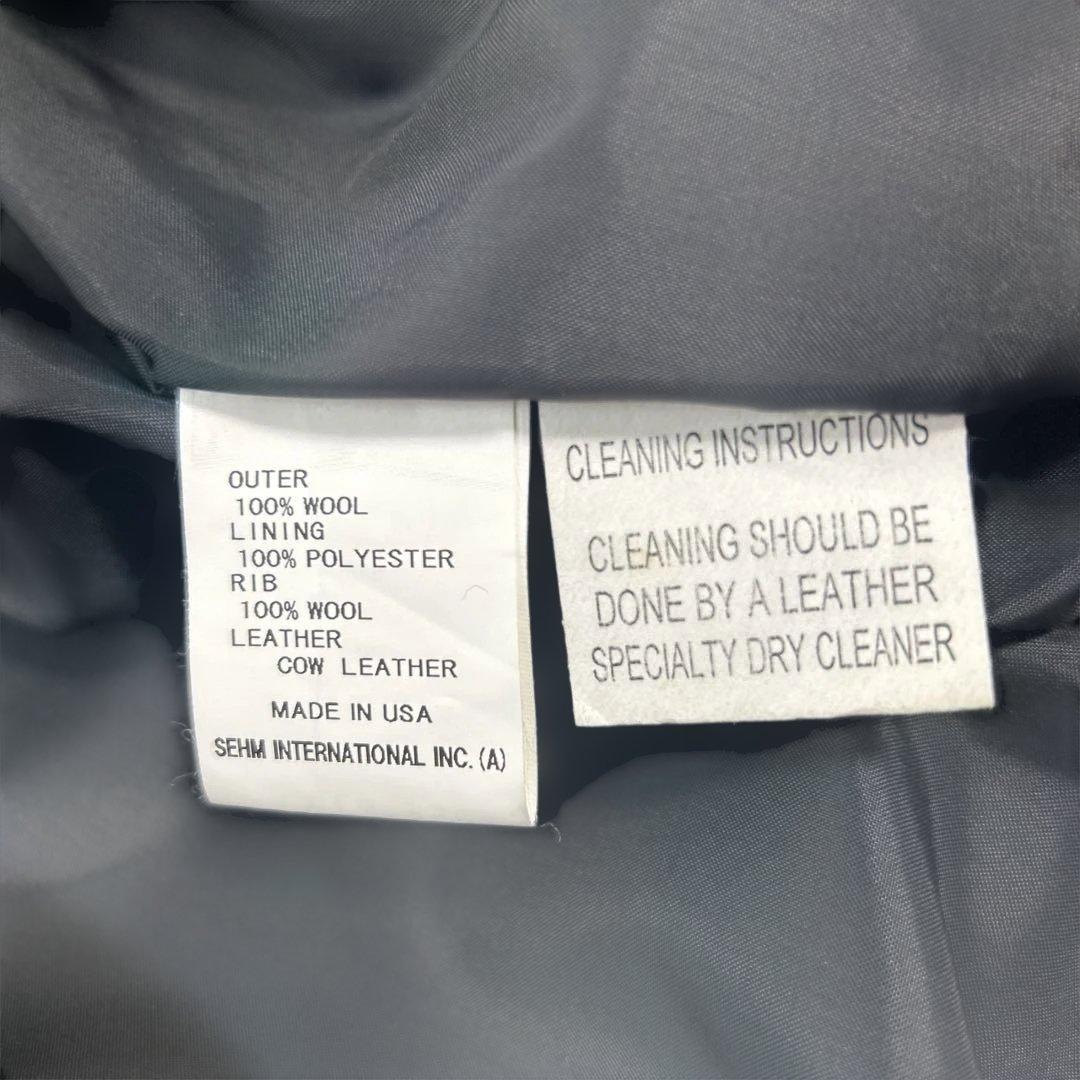 OUTER
100% WOOL
LINING
100% POLYESTER
RIB
100% WOOL
LEATHER
COW LEATHER
MADE IN USA
SEHM INTERNATIONAL INC. (A)
CLEANING INSTRUCTIONS
CLEANING SHOULD BE
DONE BY A LEATHER
SPECIALTY DRY CLEANER